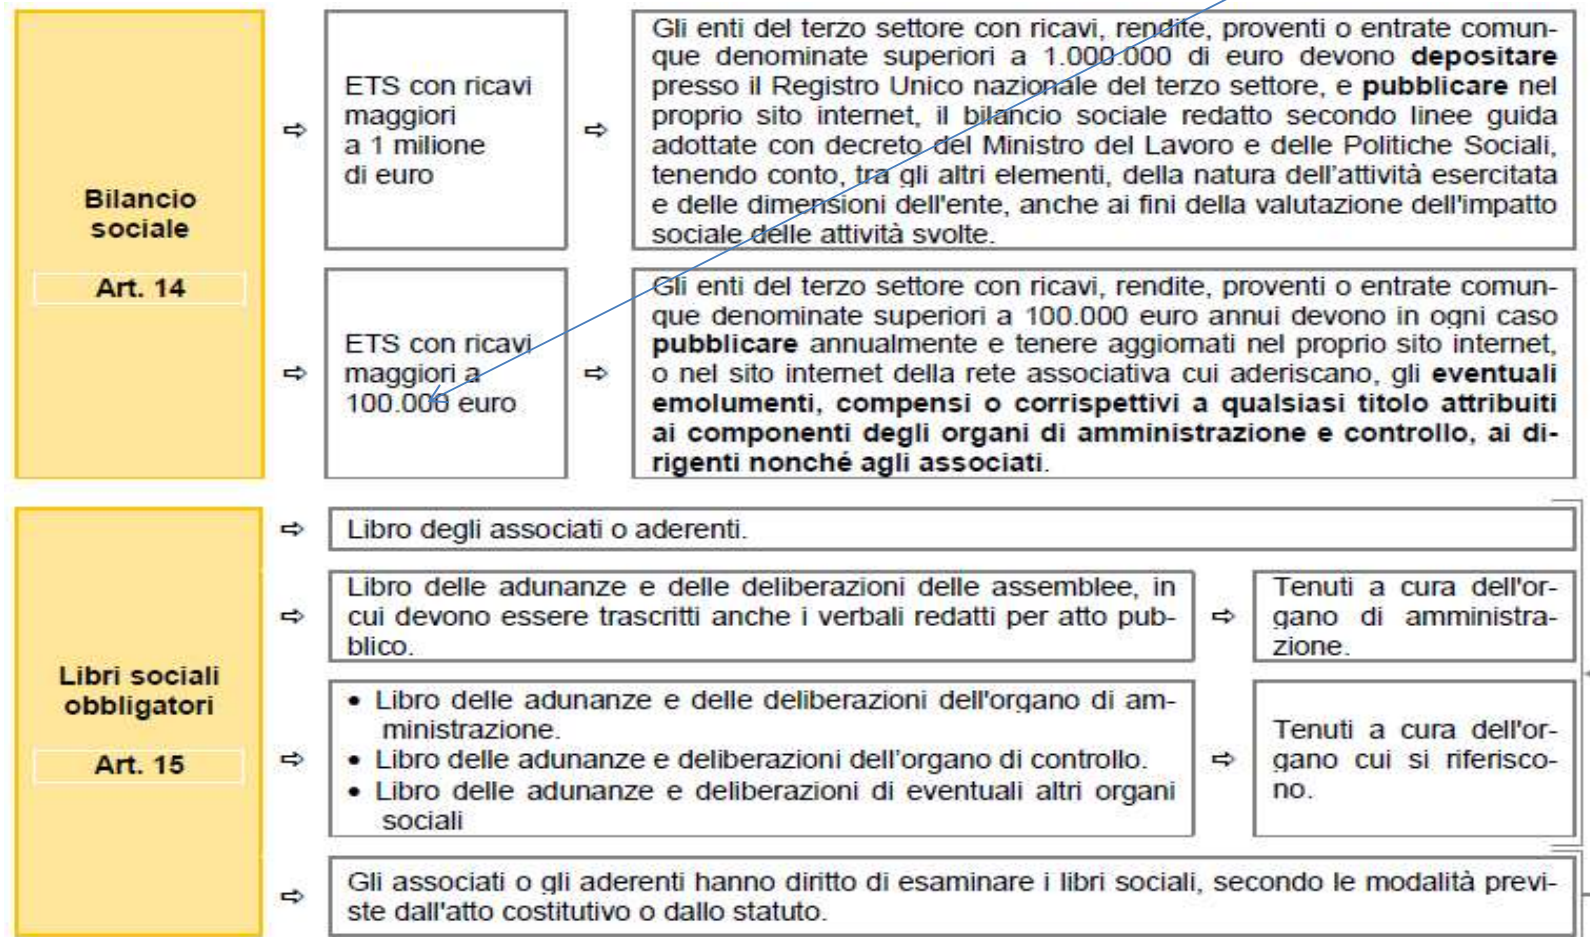 Bilancio
sociale
Art. 14
ETS con ricavi
maggiori
a 1 milione
di euro
Gli enti del terzo settore con ricavi, rendite, proventi o entrate comun-
que denominate superiori a 1.000.000 di euro devono depositare
presso il Registro Unico nazionale del terzo settore, e pubblicare nel
proprio sito internet, il bilancio sociale redatto secondo linee guida
adottate con decreto del Ministro del Lavoro e delle Politiche Sociali,
tenendo conto, tra gli altri elementi, della natura dell'attività esercitata
e delle dimensioni dell'ente, anche ai fini della valutazione dell'impatto
sociale delle attività svolte.
ETS con ricavi
maggiori a
100.000 euro
Gli enti del terzo settore con ricavi, rendite, proventi o entrate comun-
que denominate superiori a 100.000 euro annui devono in ogni caso
pubblicare annualmente e tenere aggiornati nel proprio sito internet,
o nel sito internet della rete associativa cui aderiscano, gli eventuali
emolumenti, compensi o corrispettivi a qualsiasi titolo attribuiti
ai componenti degli organi di amministrazione e controllo, ai di-
rigenti nonché agli associati.
Libri sociali
obbligatori
Art. 15
Libro degli associati o aderenti.
Libro delle adunanze e delle deliberazioni delle assemblee, in
cui devono essere trascritti anche i verbali redatti per atto pub-
blico.
Tenuti a cura dell'or-
gano di amministra-
zione.
• Libro delle adunanze e delle deliberazioni dell'organo di am-
ministrazione.
• Libro delle adunanze e deliberazioni dell'organo di controllo.
• Libro delle adunanze e deliberazioni di eventuali altri organi
sociali
Tenuti a cura dell'or-
gano cui si riferisco-
no.
Gli associati o gli aderenti hanno diritto di esaminare i libri sociali, secondo le modalità previ-
ste dall'atto costitutivo o dallo statuto.